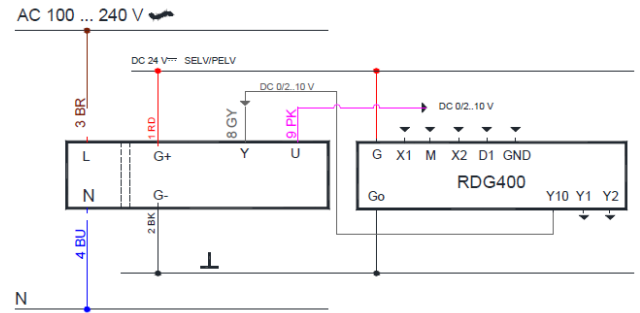 AC 100 ... 240 V
DC 24 V SELV/PELV
DC 0/2..10 V
DC 0/2..10 V
3 BR
1 RD
8 GY
9 PK
L
G+
Y
U
G
X1
M
X2
D1
GND
RDG400
N
G-
Go
Y10
Y1
Y2
4 BU
2 BK
N